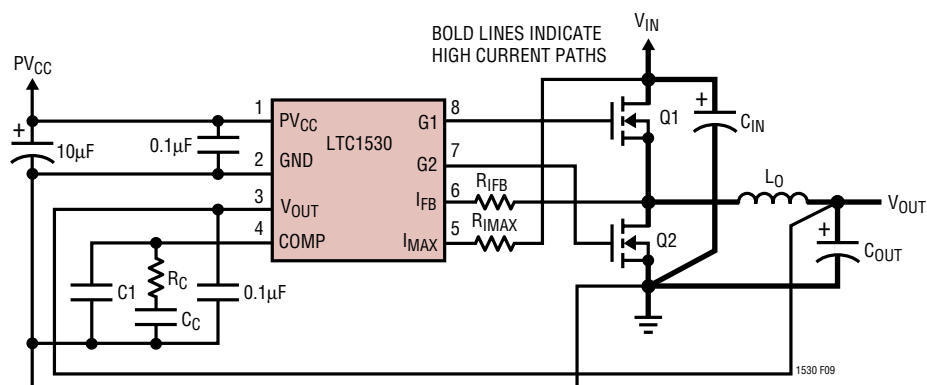 BOLD LINES INDICATE
HIGH CURRENT PATHS
VIN
PVCC
+
10µF
0.1µF
1
2
3
4
PVCC
GND
VOUT
COMP
LTC1530
G1
G2
IFB
IMAX
8
7
6
5
RIFB
RIMAX
Q1
Q2
+
CIN
LO
VOUT
+
COUT
C1
RC
CC
0.1µF
1530 F09